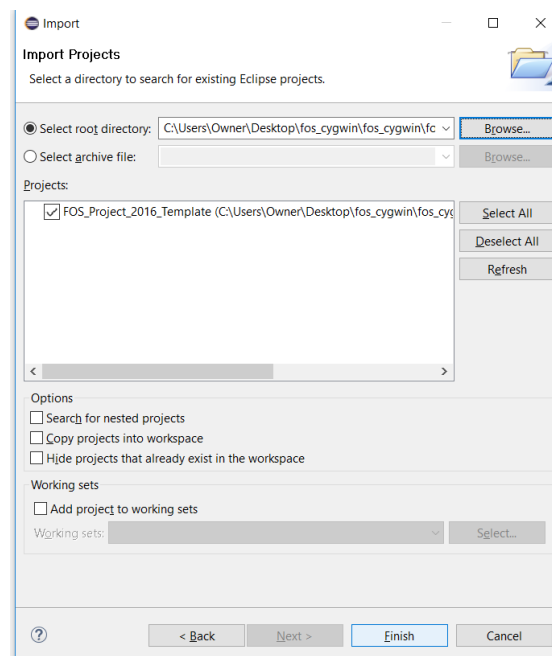 Import
Import Projects
Select a directory to search for existing Eclipse projects.
Select root directory: C:\Users\Owner\Desktop\fos_cygwin\fos_cygwin\fc Browse...
Select archive file: Browse...
Projects:
FOS_Project_2016_Template (C:\Users\Owner\Desktop\fos_cygwin\fos_cyg Select All
Deselect All
Refresh
Options
Search for nested projects
Copy projects into workspace
Hide projects that already exist in the workspace
Working sets
Add project to working sets
Working sets: Select...
? < Back Next > Finish Cancel